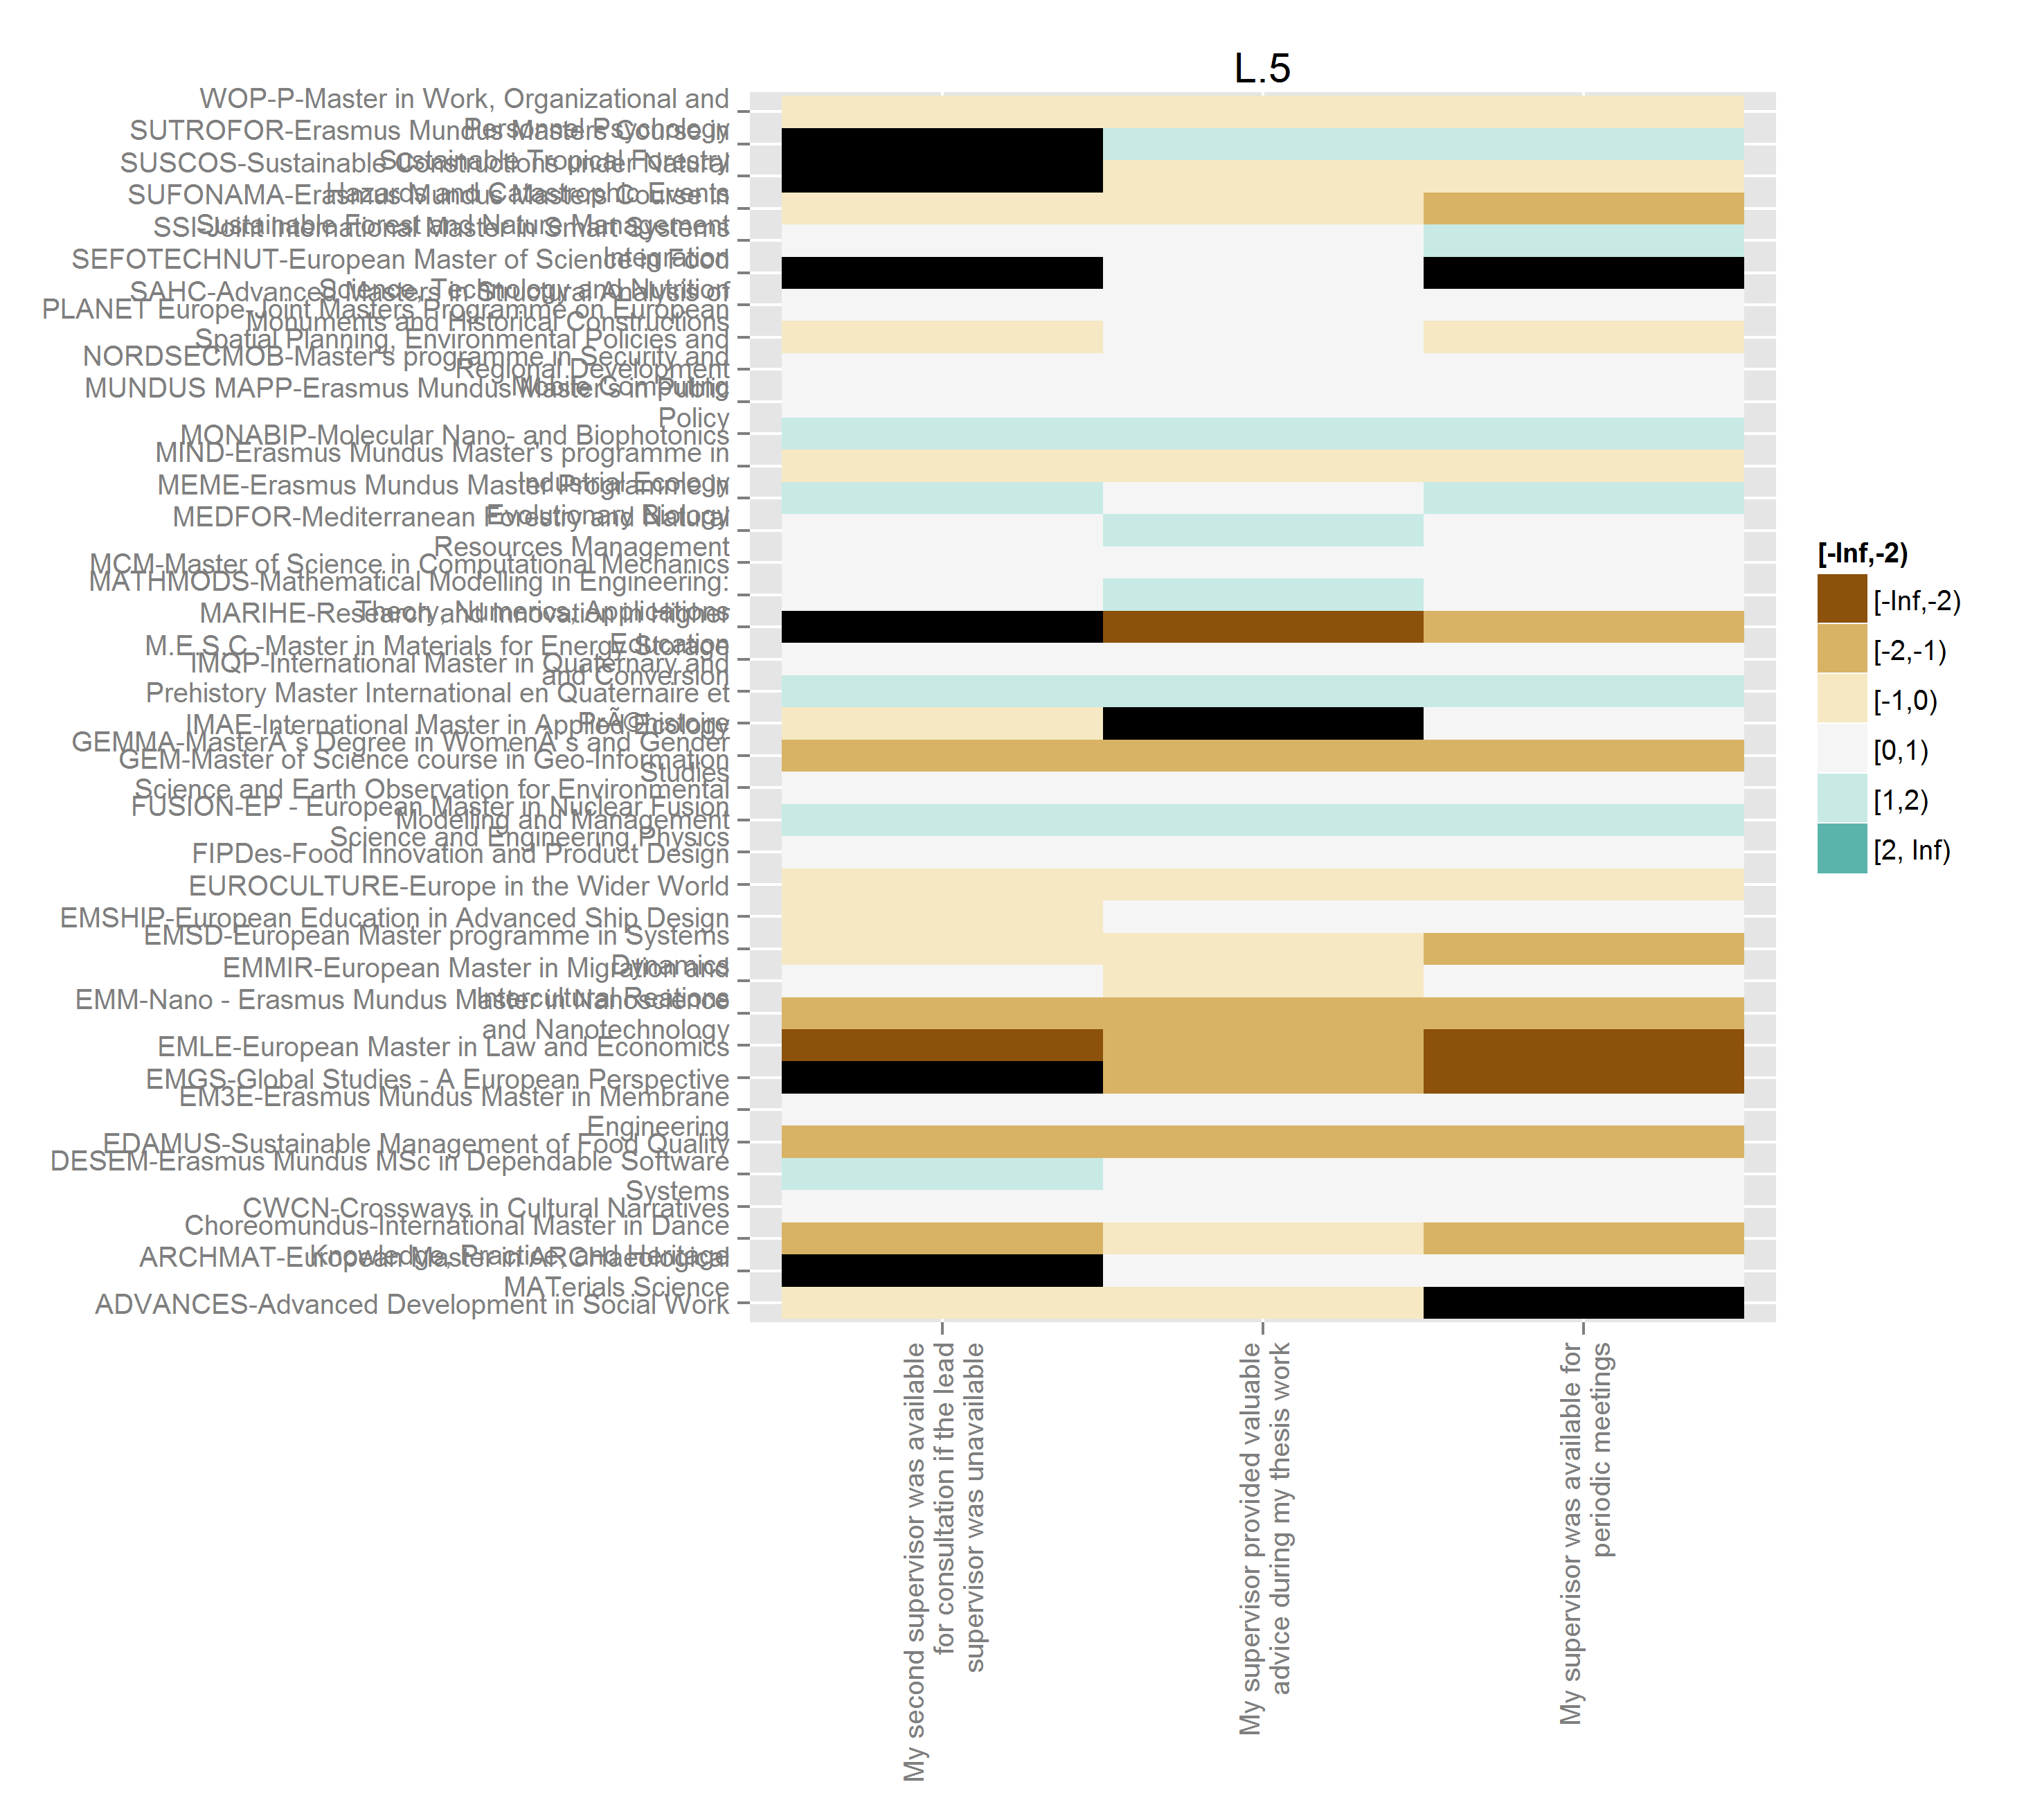 L.5
WOP-P-Master in Work, Organizational and
Personnel Psychology
SUTROFOR-Erasmus Mundus Masters Course in
Sustainable Tropical Forestry
SUSCOS-Sustainable Constructions under Natural
Hazards and Catastrophic Events
SUFONAMA-Erasmus Mundus Masters Course in
Sustainable Forest and Nature Management
SSI-Joint International Master in Smart Systems
Integration
SEFOTECHNUT-European Master of Science in Food
Science, Technology and Nutrition
SAHC-Advanced Masters in Structural Analysis of
Monuments and Historical Constructions
PLANET Europe-Joint Masters Programme on European
Spatial Planning, Environmental Policies and
Regional Development
NORDSECMOB-Master's programme in Security and
Mobile Computing
MUNDUS MAPP-Erasmus Mundus Master's in Public
Policy
MONABIP-Molecular Nano- and Biophotonics
MIND-Erasmus Mundus Master's programme in
Industrial Ecology
MEME-Erasmus Mundus Master Programme in
Evolutionary Biology
MEDFOR-Mediterranean Forestry and Natural
Resources Management
MCM-Master of Science in Computational Mechanics
MATHMODS-Mathematical Modelling in Engineering:
Theory, Numerics, Applications
MARIHE-Research and Innovation in Higher
Education
M.E.S.C.-Master in Materials for Energy Storage
and Conversion
IMQP-International Master in Quaternary and
Prehistory Master International en Quaternaire et
PrÃ©histoire
IMAE-International Master in Applied Ecology
GEMMA-MasterÂ´s Degree in WomenÂ´s and Gender
Studies
GEM-Master of Science course in Geo-Information
Science and Earth Observation for Environmental
Modelling and Management
FUSION-EP - European Master in Nuclear Fusion
Science and Engineering Physics
FIPDes-Food Innovation and Product Design
EUROCULTURE-Europe in the Wider World
EMSHIP-European Education in Advanced Ship Design
EMSD-European Master programme in Systems
Dynamics
EMMIR-European Master in Migration and
Intercultural Reations
EMM-Nano - Erasmus Mundus Master in Nanoscience
and Nanotechnology
EMLE-European Master in Law and Economics
EMGS-Global Studies - A European Perspective
EM3E-Erasmus Mundus Master in Membrane
Engineering
EDAMUS-Sustainable Management of Food Quality
DESEM-Erasmus Mundus MSc in Dependable Software
Systems
CWCN-Crossways in Cultural Narratives
Choreomundus-International Master in Dance
Knowledge, Practice, and Heritage
ARCHMAT-European Master in ARCHaeological
MATerials Science
ADVANCES-Advanced Development in Social Work
My second supervisor was available
for consultation if the lead
supervisor was unavailable
My supervisor provided valuable
advice during my thesis work
My supervisor was available for
periodic meetings
[-Inf,-2)
[-Inf,-2)
[-2,-1)
[-1,0)
[0,1)
[1,2)
[2, Inf)